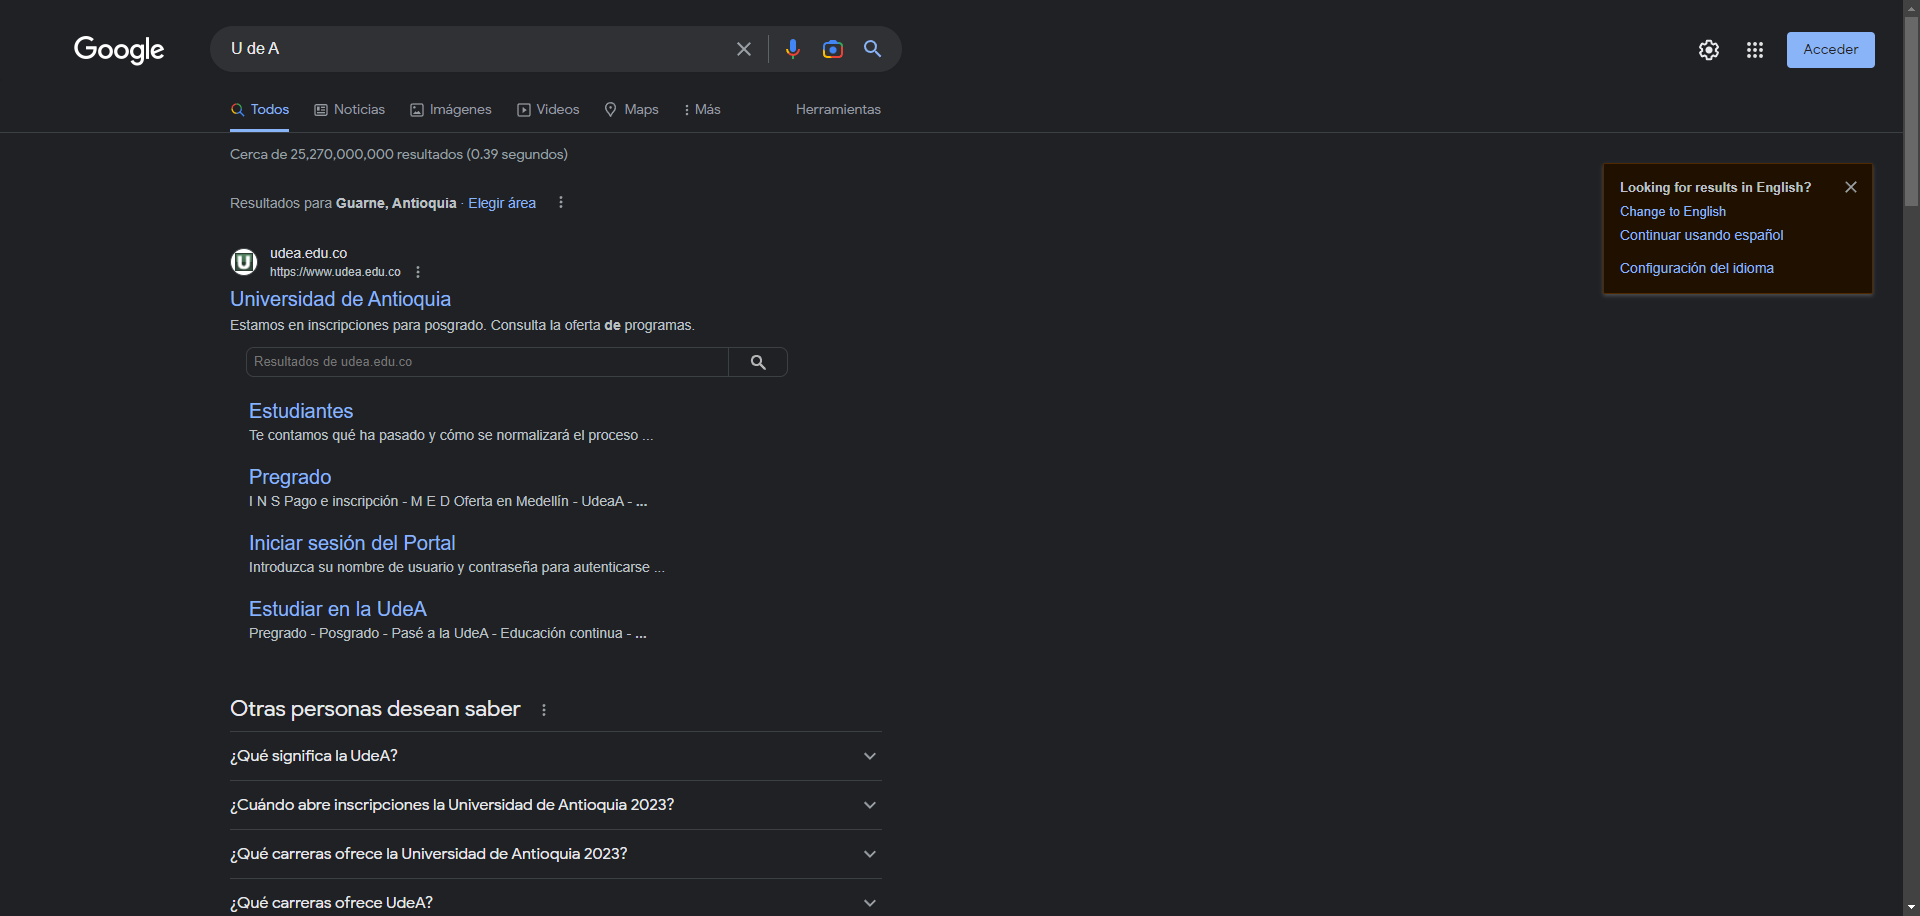 Google
U de A
Acceder
Todos
Noticias
Imágenes
Videos
Maps
Más
Herramientas
Cerca de 25,270,000,000 resultados (0.39 segundos)
Resultados para Guarne, Antioquia · Elegir área
Looking for results in English?
Change to English
Continuar usando español
Configuración del idioma
U
udea.edu.co
https://www.udea.edu.co
Universidad de Antioquia
Estamos en inscripciones para posgrado. Consulta la oferta de programas.
Resultados de udea.edu.co
Estudiantes
Te contamos qué ha pasado y cómo se normalizará el proceso ...
Pregrado
I N S Pago e inscripción - M E D Oferta en Medellín - UdeaA - ...
Iniciar sesión del Portal
Introduzca su nombre de usuario y contraseña para autenticarse ...
Estudiar en la UdeA
Pregrado - Posgrado - Pasé a la UdeA - Educación continua - ...
Otras personas desean saber
¿Qué significa la UdeA?
¿Cuándo abre inscripciones la Universidad de Antioquia 2023?
¿Qué carreras ofrece la Universidad de Antioquia 2023?
¿Qué carreras ofrece UdeA?